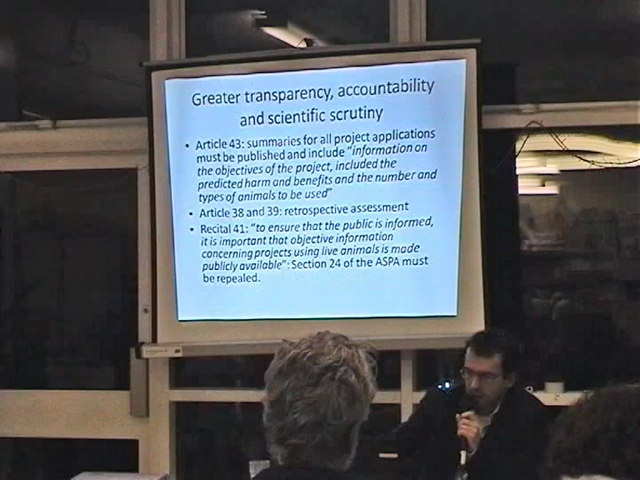 Greater transparency, accountability
and scientific scrutiny
• Article 43: summaries for all project applications
must be published and include "information on
the objectives of the project, included the
predicted harm and benefits and the number and
types of animals to be used"
• Article 38 and 39: retrospective assessment
• Recital 41: "to ensure that the public is informed,
it is important that objective information
concerning projects using live animals is made
publicly available": Section 24 of the ASPA must
be repealed.